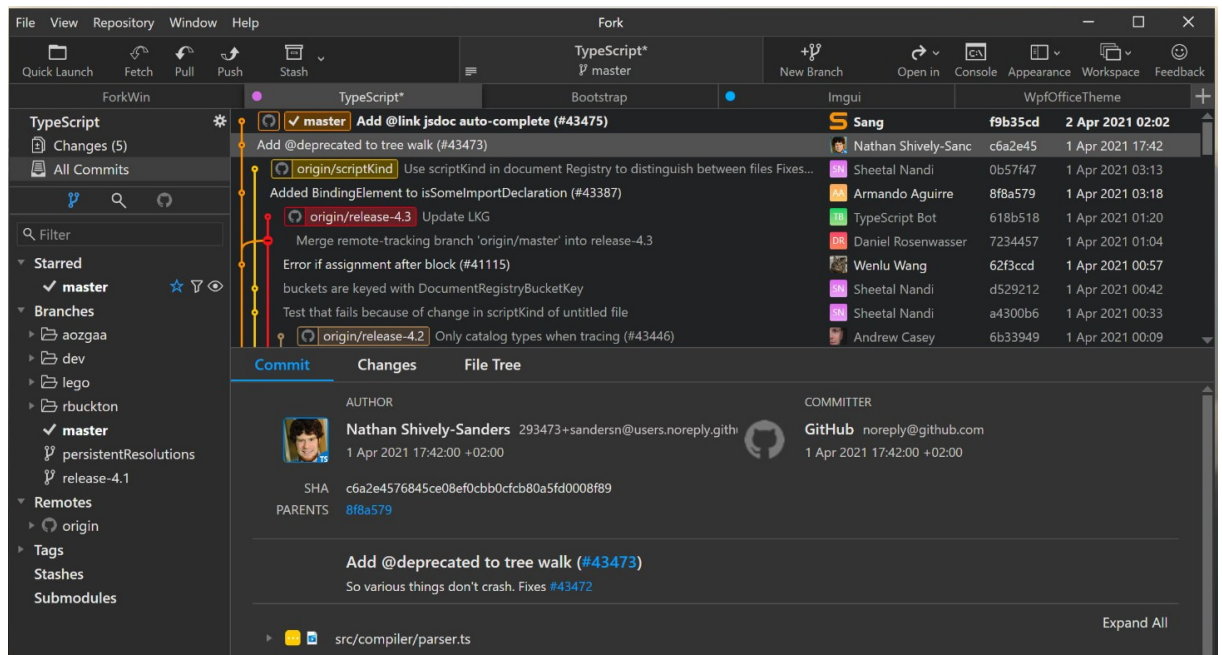 File View Repository Window Help Fork
Quick Launch Fetch Pull Push Stash TypeScript* master New Branch Open in Console Appearance Workspace Feedback
ForkWin TypeScript* Bootstrap Imgui WpfOfficeTheme
TypeScript
Changes (5)
All Commits
Filter
Starred
master
Branches
aozgaa
dev
lego
rbuckton
master
persistentResolutions
release-4.1
Remotes
origin
Tags
Stashes
Submodules
master Add @link jsdoc auto-complete (#43475) Sang f9b35cd 2 Apr 2021 02:02
Add @deprecated to tree walk (#43473) Nathan Shively-Sanc c6a2e45 1 Apr 2021 17:42
origin/scriptKind Use scriptKind in document Registry to distinguish between files Fixes... SN Sheetal Nandi 0b57f47 1 Apr 2021 03:13
Added BindingElement to isSomeImportDeclaration (#43387) AA Armando Aguirre 8f8a579 1 Apr 2021 03:18
origin/release-4.3 Update LKG TB TypeScript Bot 618b518 1 Apr 2021 01:20
Merge remote-tracking branch 'origin/master' into release-4.3 DR Daniel Rosenwasser 7234457 1 Apr 2021 01:04
Error if assignment after block (#41115) Wenlu Wang 62f3ccd 1 Apr 2021 00:57
buckets are keyed with DocumentRegistryBucketKey SN Sheetal Nandi d529212 1 Apr 2021 00:42
Test that fails because of change in scriptKind of untitled file SN Sheetal Nandi a4300b6 1 Apr 2021 00:33
origin/release-4.2 Only catalog types when tracing (#43446) Andrew Casey 6b33949 1 Apr 2021 00:09
Commit Changes File Tree
AUTHOR COMMITTER
Nathan Shively-Sanders 293473+sandersn@users.noreply.gith GitHub noreply@github.com
1 Apr 2021 17:42:00 +02:00 1 Apr 2021 17:42:00 +02:00
TS
SHA c6a2e4576845ce08ef0cbb0cfcb80a5fd0008f89
PARENTS 8f8a579
Add @deprecated to tree walk (#43473)
So various things don't crash. Fixes #43472
Expand All
src/compiler/parser.ts